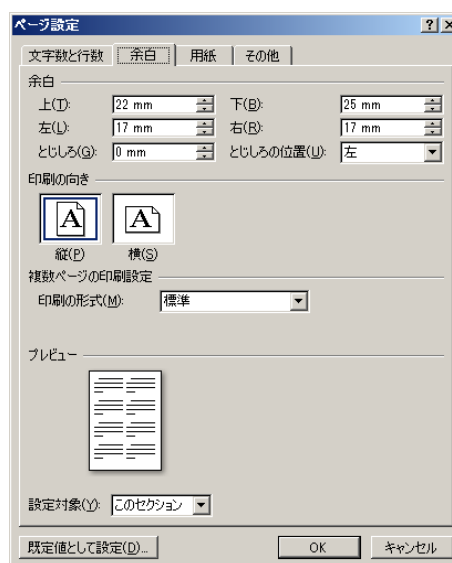 ページ設定
文字数と行数 余白 用紙 その他
余白
上(T): 22 mm 下(B): 25 mm
左(L): 17 mm 右(R): 17 mm
とじしろ(G): 0 mm とじしろの位置(U): 左
印刷の向き
A A
縦(P) 横(S)
複数ページの印刷設定
印刷の形式(M): 標準
プレビュー
設定対象(Y): このセクション
既定値として設定(D)... OK キャンセル